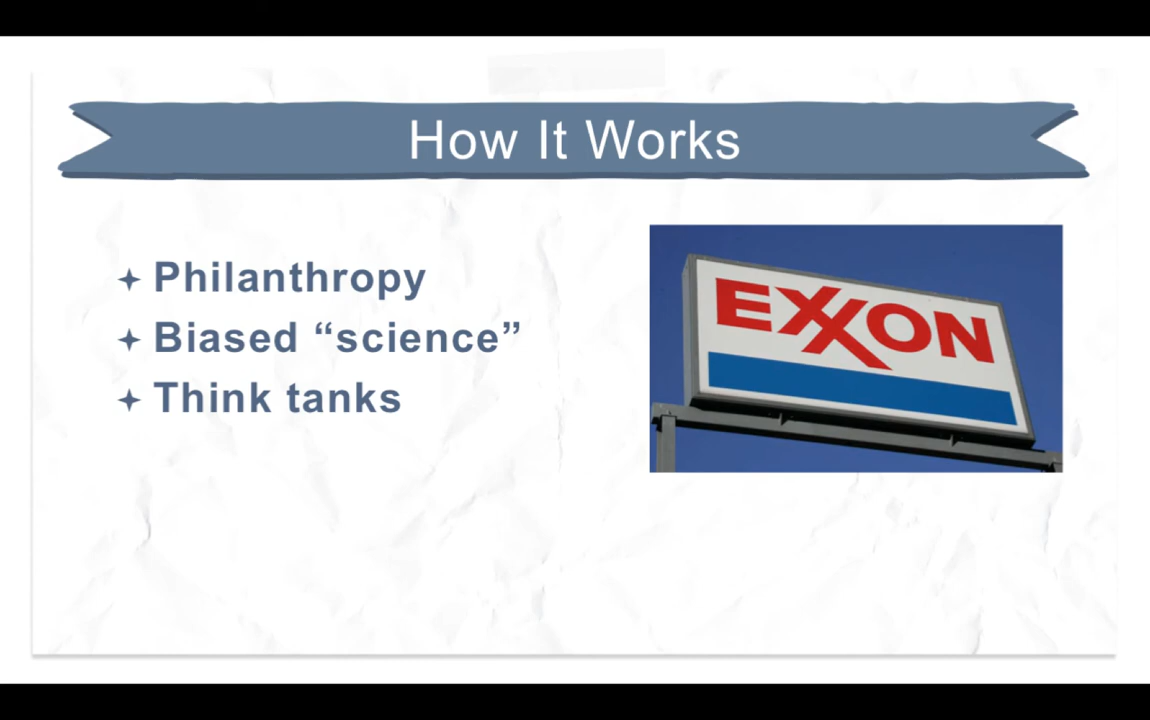 How It Works
Philanthropy
Biased “science”
Think tanks
EXXON